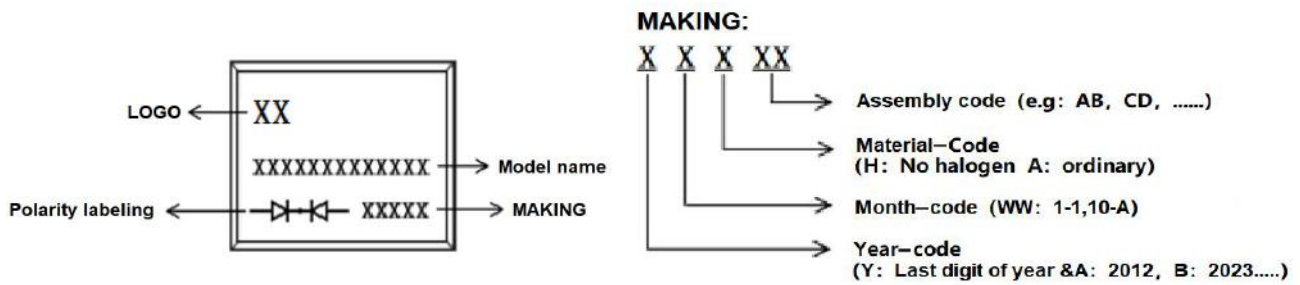 MAKING:
X X X XX
LOGO
XX
Assembly code (e.g: AB, CD, ......)
Material-Code
(H: No halogen A: ordinary)
XXXXXXXXXXXXX
Model name
Polarity labeling
XXXXX
MAKING
Month-code (WW: 1-1,10-A)
Year-code
(Y: Last digit of year &A: 2012, B: 2023.....)